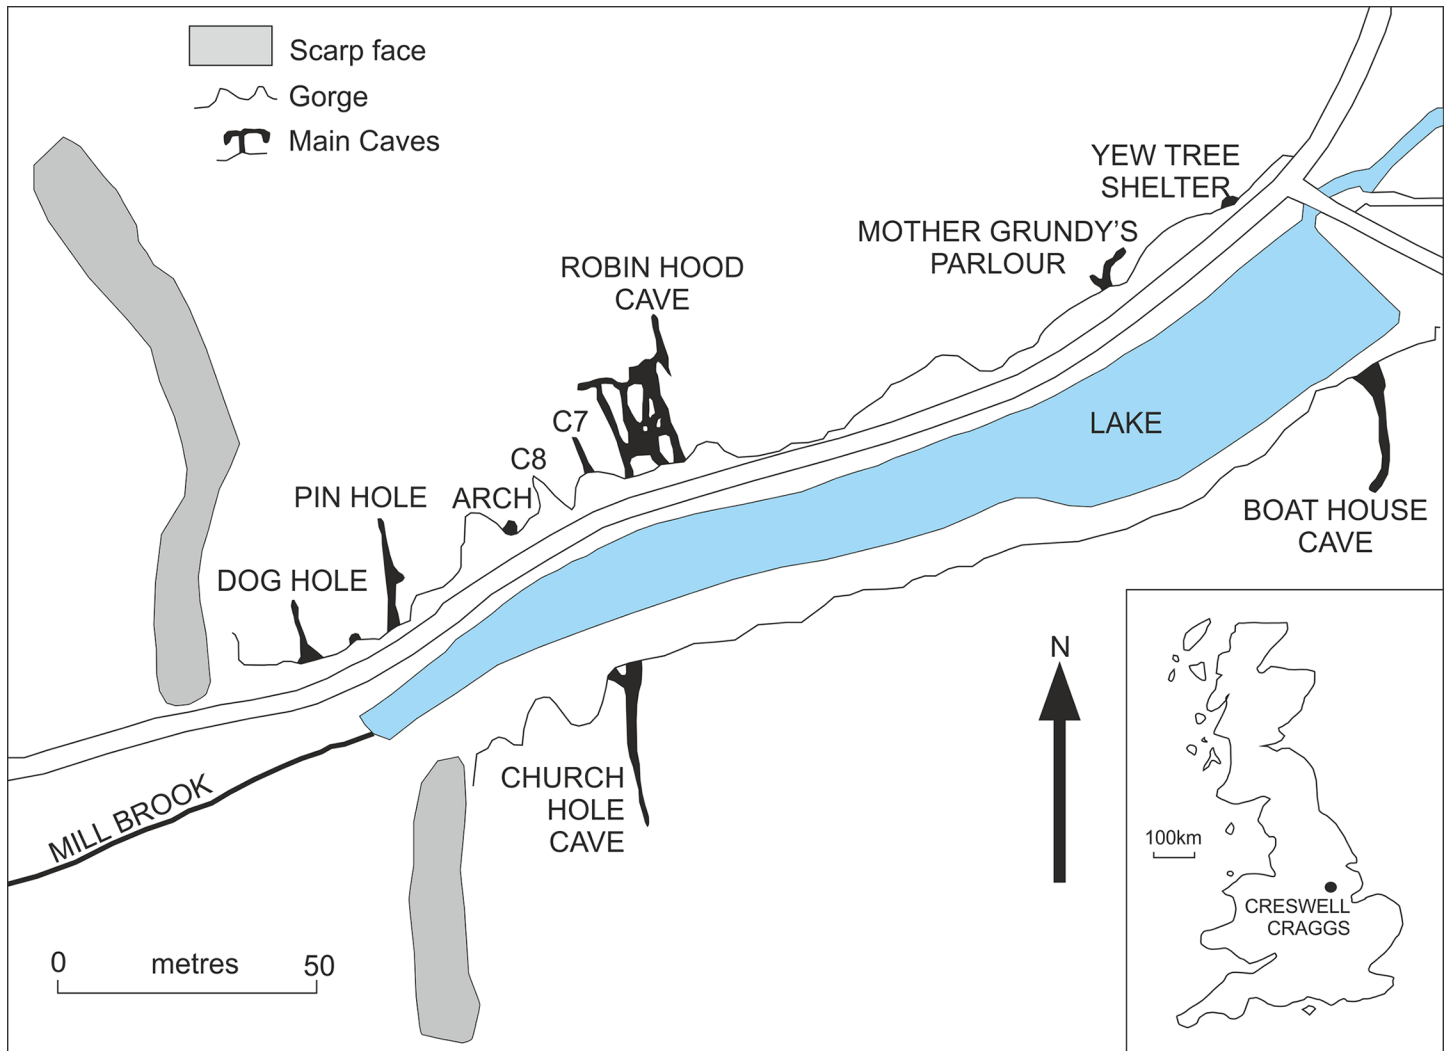 Scarp face
Gorge
Main Caves
YEW TREE
SHELTER
MOTHER GRUNDY'S
PARLOUR
ROBIN HOOD
CAVE
C7
C8
ARCH
PIN HOLE
DOG HOLE
LAKE
BOAT HOUSE
CAVE
CHURCH
HOLE
CAVE
MILL BROOK
N
0 metres 50
100km
CRESWELL
CRAGGS